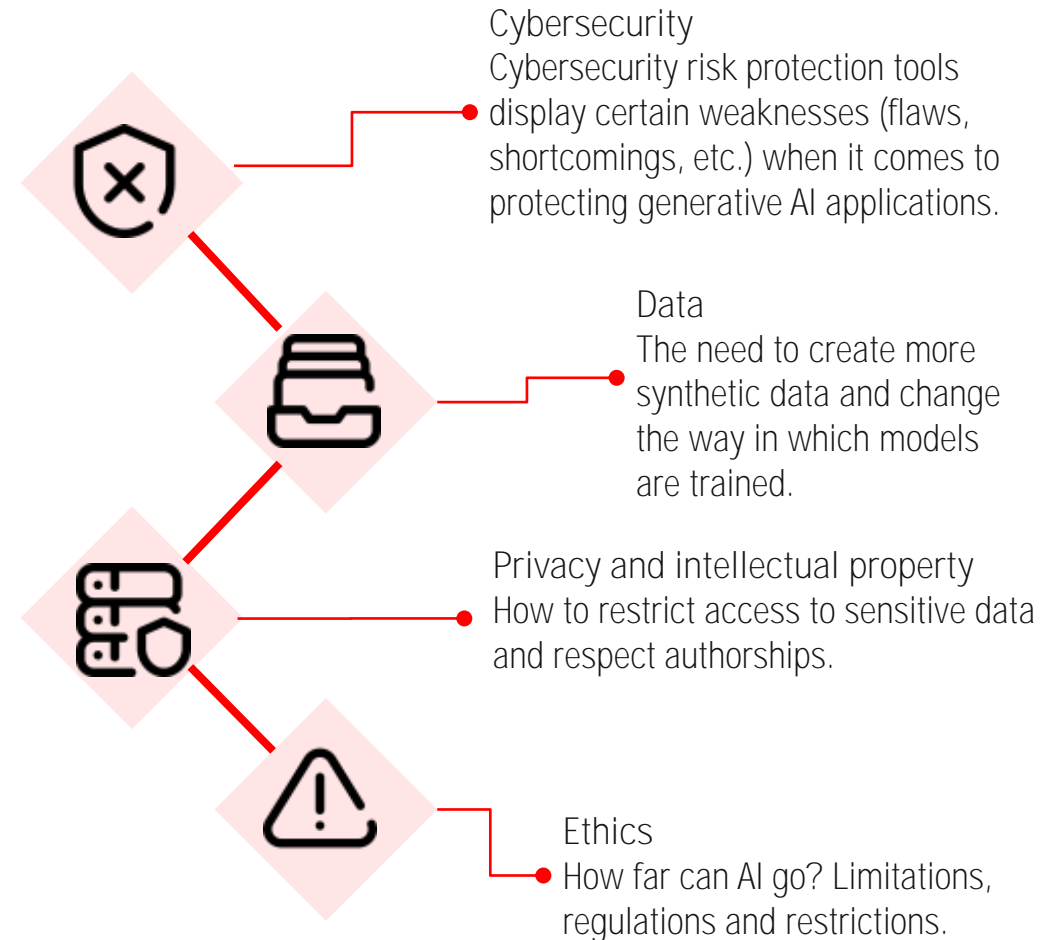 Cybersecurity
Cybersecurity risk protection tools
display certain weaknesses (flaws,
shortcomings, etc.) when it comes to
protecting generative AI applications.
Data
The need to create more
synthetic data and change
the way in which models
are trained.
Privacy and intellectual property
How to restrict access to sensitive data
and respect authorships.
Ethics
How far can AI go? Limitations,
regulations and restrictions.